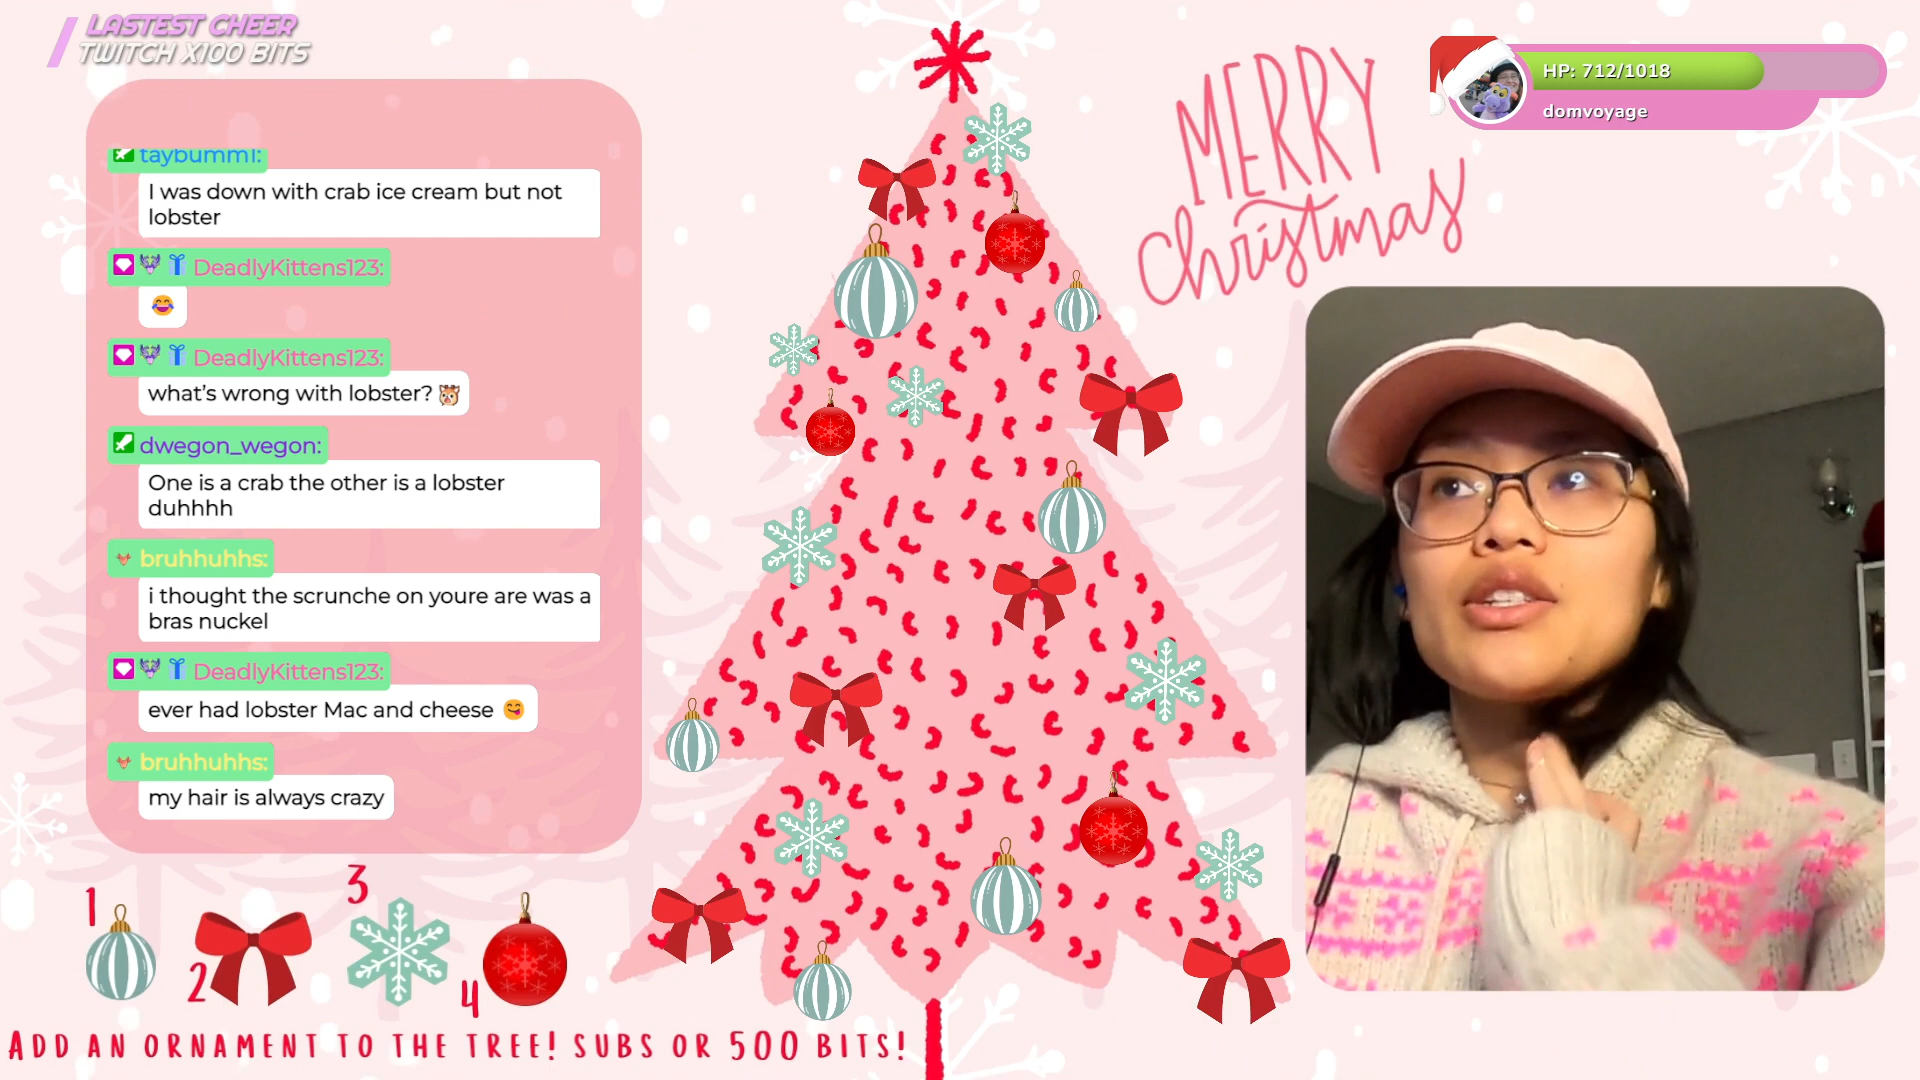 LASTEST CHEER
TWITCH X100 BITS
taybumm1:
I was down with crab ice cream but not
lobster
DeadlyKittens123:
DeadlyKittens123:
what's wrong with lobster?
dwegon_wegon:
One is a crab the other is a lobster
duhhhh
bruhhuhhs:
i thought the scrunche on youre are was a
bras nuckel
DeadlyKittens123:
ever had lobster Mac and cheese
bruhhuhhs:
my hair is always crazy
MERRY
Christmas
HP: 712/1018
domvoyage
1
2
3
4
ADD AN ORNAMENT TO THE TREE! SUBS OR 500 BITS!